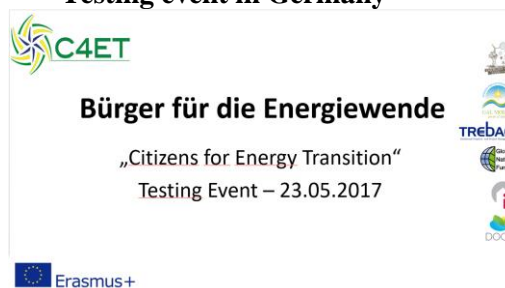 Testing event in Germany
C4ET
Bürger für die Energiewende
„Citizens for Energy Transition“
Testing Event – 23.05.2017
Erasmus+